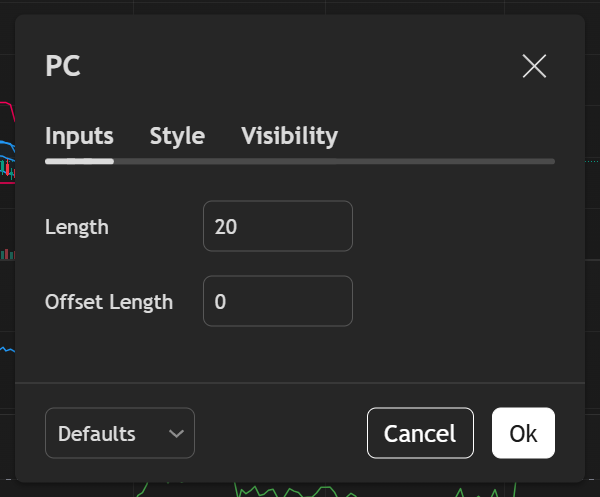 PC
Inputs Style Visibility
Length 20
Offset Length 0
Defaults Cancel Ok